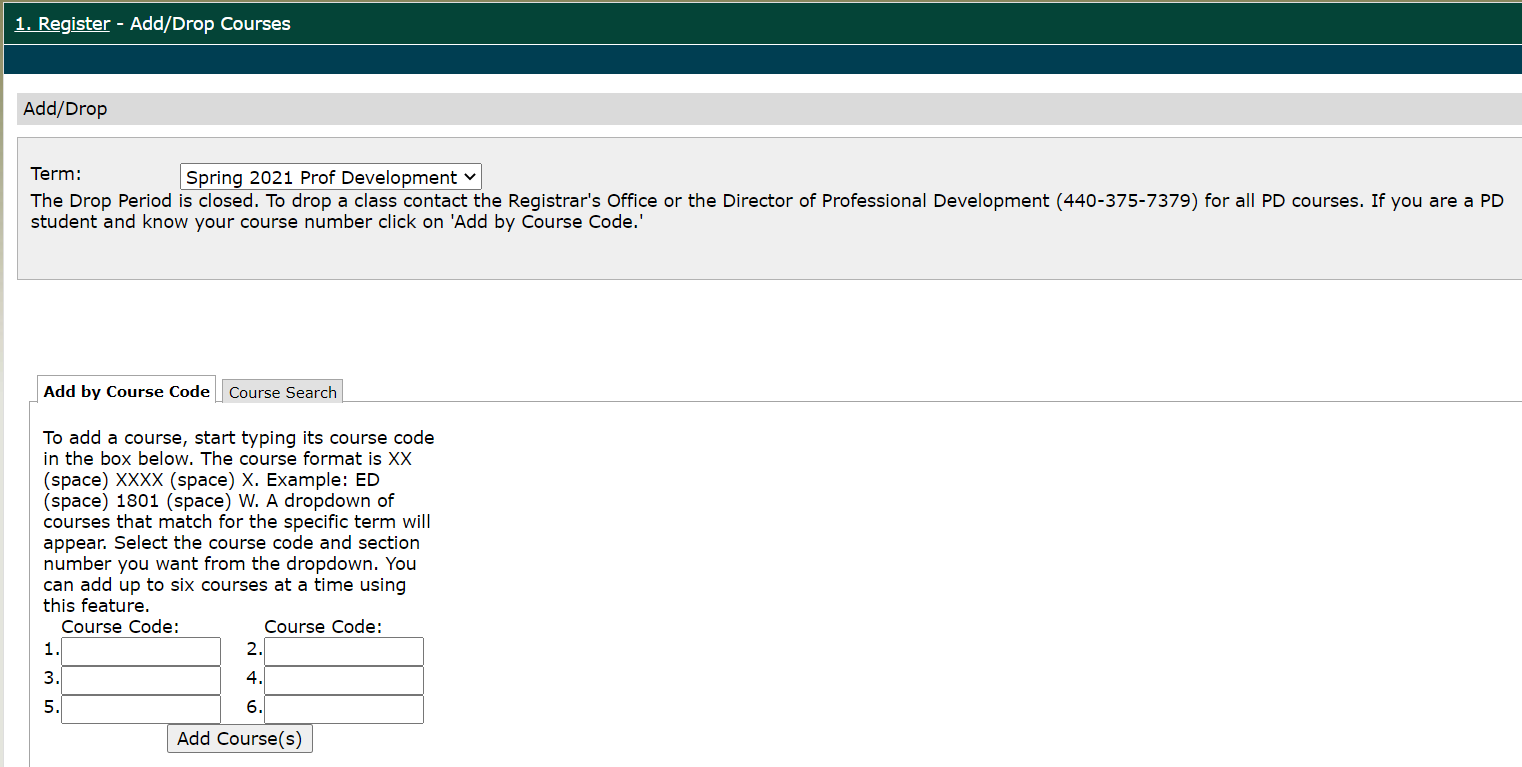 1. Register - Add/Drop Courses
Add/Drop
Term: Spring 2021 Prof Development
The Drop Period is closed. To drop a class contact the Registrar's Office or the Director of Professional Development (440-375-7379) for all PD courses. If you are a PD
student and know your course number click on 'Add by Course Code.'
Add by Course Code Course Search
To add a course, start typing its course code
in the box below. The course format is XX
(space) XXXX (space) X. Example: ED
(space) 1801 (space) W. A dropdown of
courses that match for the specific term will
appear. Select the course code and section
number you want from the dropdown. You
can add up to six courses at a time using
this feature.
Course Code: Course Code:
1. 2.
3. 4.
5. 6.
Add Course(s)